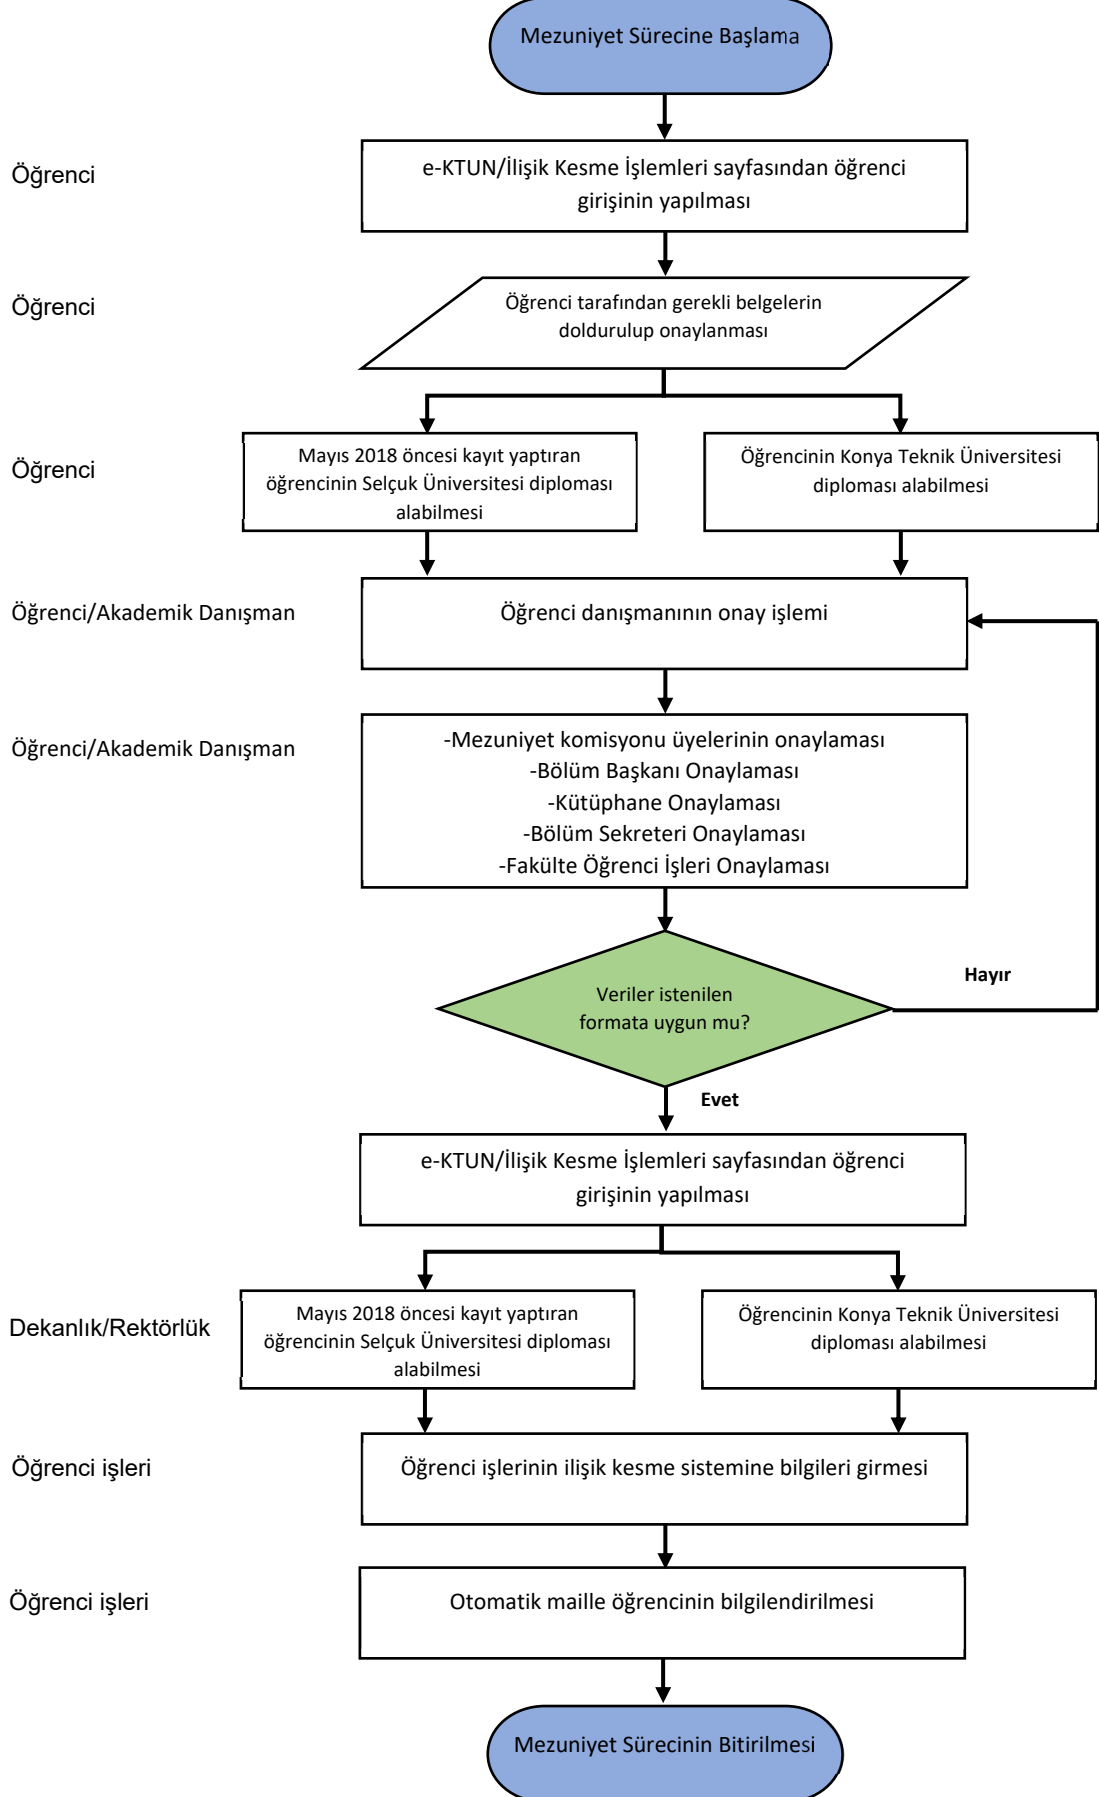 Mezuniyet Sürecine Başlama
Öğrenci
e-KTUN/İlişik Kesme İşlemleri sayfasından öğrenci
girişinin yapılması
Öğrenci
Öğrenci tarafından gerekli belgelerin
doldurulup onaylanması
Öğrenci
Mayıs 2018 öncesi kayıt yaptıran
öğrencinin Selçuk Üniversitesi diploması
alabilmesi
Öğrencinin Konya Teknik Üniversitesi
diploması alabilmesi
Öğrenci/Akademik Danışman
Öğrenci danışmanının onay işlemi
Öğrenci/Akademik Danışman
-Mezuniyet komisyonu üyelerinin onaylaması
-Bölüm Başkanı Onaylaması
-Kütüphane Onaylaması
-Bölüm Sekreteri Onaylaması
-Fakülte Öğrenci İşleri Onaylaması
Veriler istenilen
formata uygun mu?
Hayır
Evet
e-KTUN/İlişik Kesme İşlemleri sayfasından öğrenci
girişinin yapılması
Dekanlık/Rektörlük
Mayıs 2018 öncesi kayıt yaptıran
öğrencinin Selçuk Üniversitesi diploması
alabilmesi
Öğrencinin Konya Teknik Üniversitesi
diploması alabilmesi
Öğrenci işleri
Öğrenci işlerinin ilişik kesme sistemine bilgileri girmesi
Öğrenci işleri
Otomatik maille öğrencinin bilgilendirilmesi
Mezuniyet Sürecinin Bitirilmesi